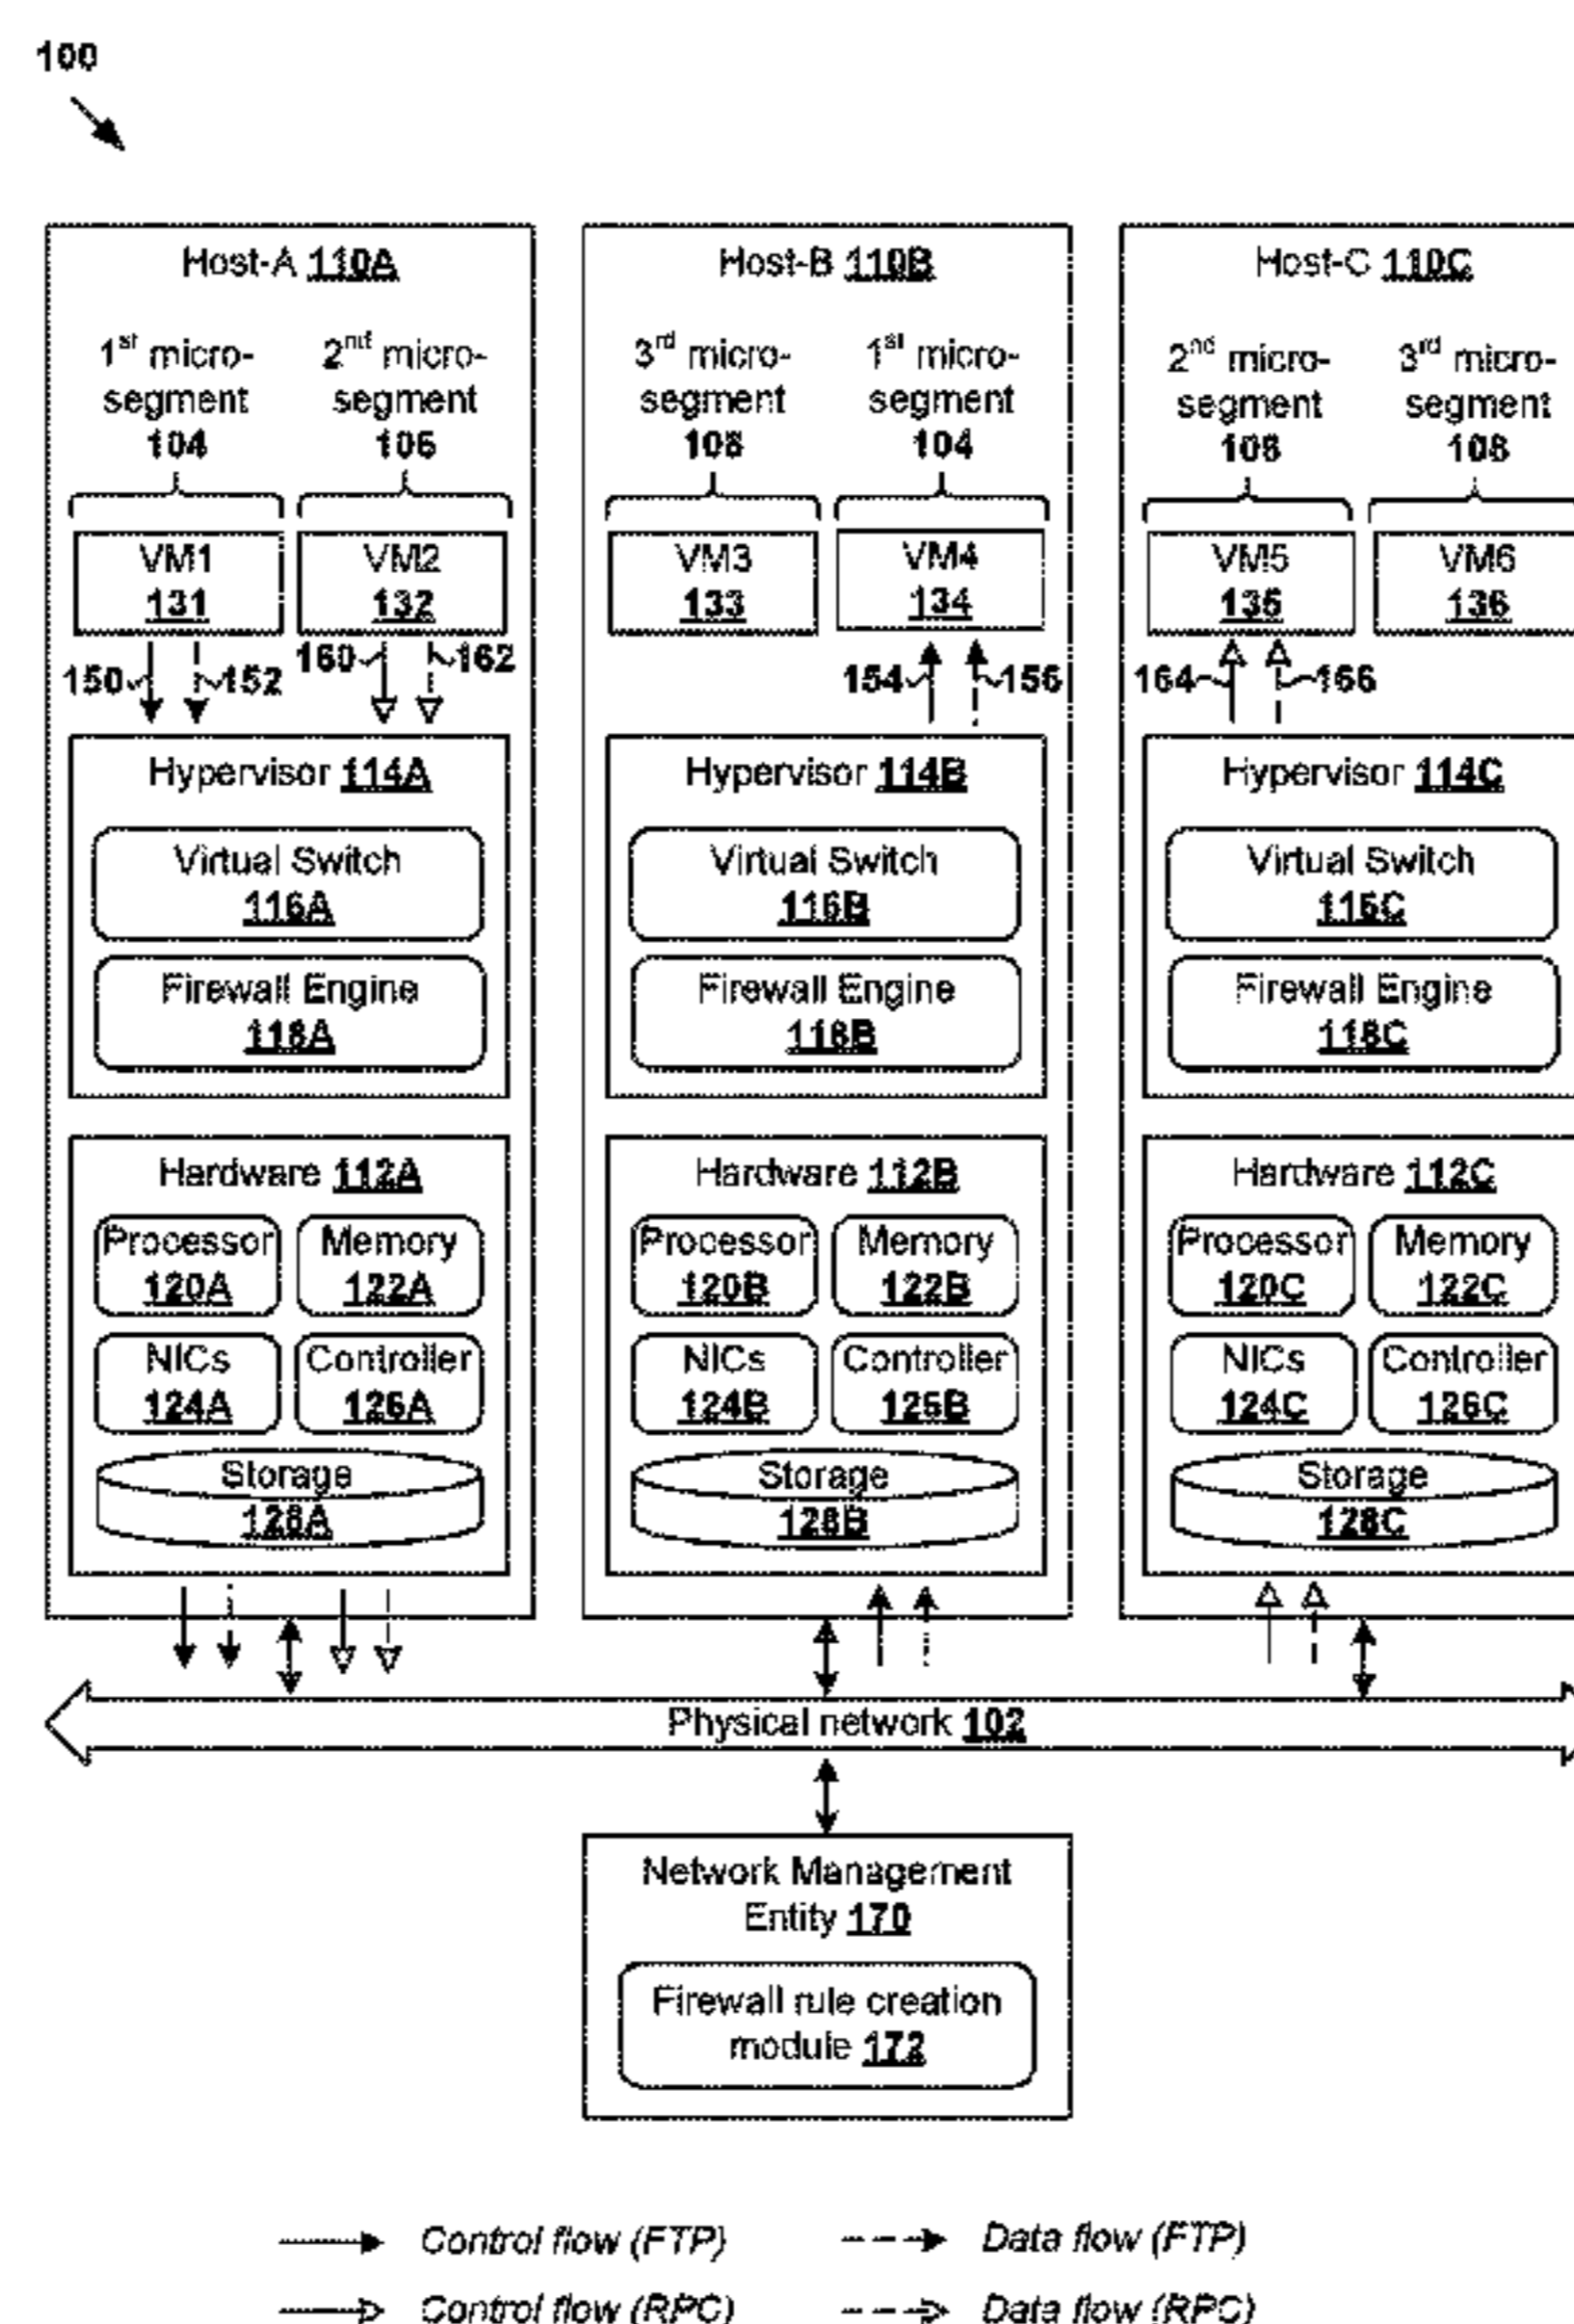 100
Host-A 110A
1st micro-
segment
104
2nd micro-
segment
106
VM1
131
VM2
132
150
152
160
162
Hypervisor 114A
Virtual Switch
116A
Firewall Engine
118A
Hardware 112A
Processor
120A
Memory
122A
NICs
124A
Controller
126A
Storage
128A
Host-B 110B
3rd micro-
segment
108
1st micro-
segment
104
VM3
133
VM4
134
154
156
Hypervisor 114B
Virtual Switch
116B
Firewall Engine
118B
Hardware 112B
Processor
120B
Memory
122B
NICs
124B
Controller
126B
Storage
128B
Host-C 110C
2nd micro-
segment
3rd micro-
segment
108
VM5
135
VM6
136
164
166
Hypervisor 114C
Virtual Switch
116C
Firewall Engine
118C
Hardware 112C
Processor
120C
Memory
122C
NICs
124C
Controller
126C
Storage
128C
Physical network 102
Network Management
Entity 170
Firewall rule creation
module 172
Control flow (FTP)
Data flow (FTP)
Control flow (RPC)
Data flow (RPC)